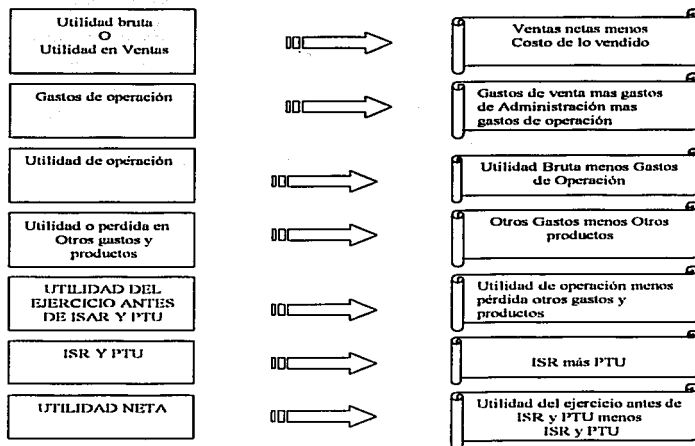 Utilidad bruta
O
Utilidad en Ventas
Ventas netas menos
Costo de lo vendido
Gastos de operación
Gastos de venta mas gastos
de Administración mas
gastos de operación
Utilidad de operación
Utilidad Bruta menos Gastos
de Operación
Utilidad o perdida en
Otros gastos y
productos
Otros Gastos menos Otros
productos
UTILIDAD DEL
EJERCICIO ANTES
DE ISAR Y PTU
Utilidad de operación menos
pérdida otros gastos y
productos
ISR Y PTU
ISR más PTU
UTILIDAD NETA
Utilidad del ejercicio antes de
ISR y PTU menos
ISR y PTU